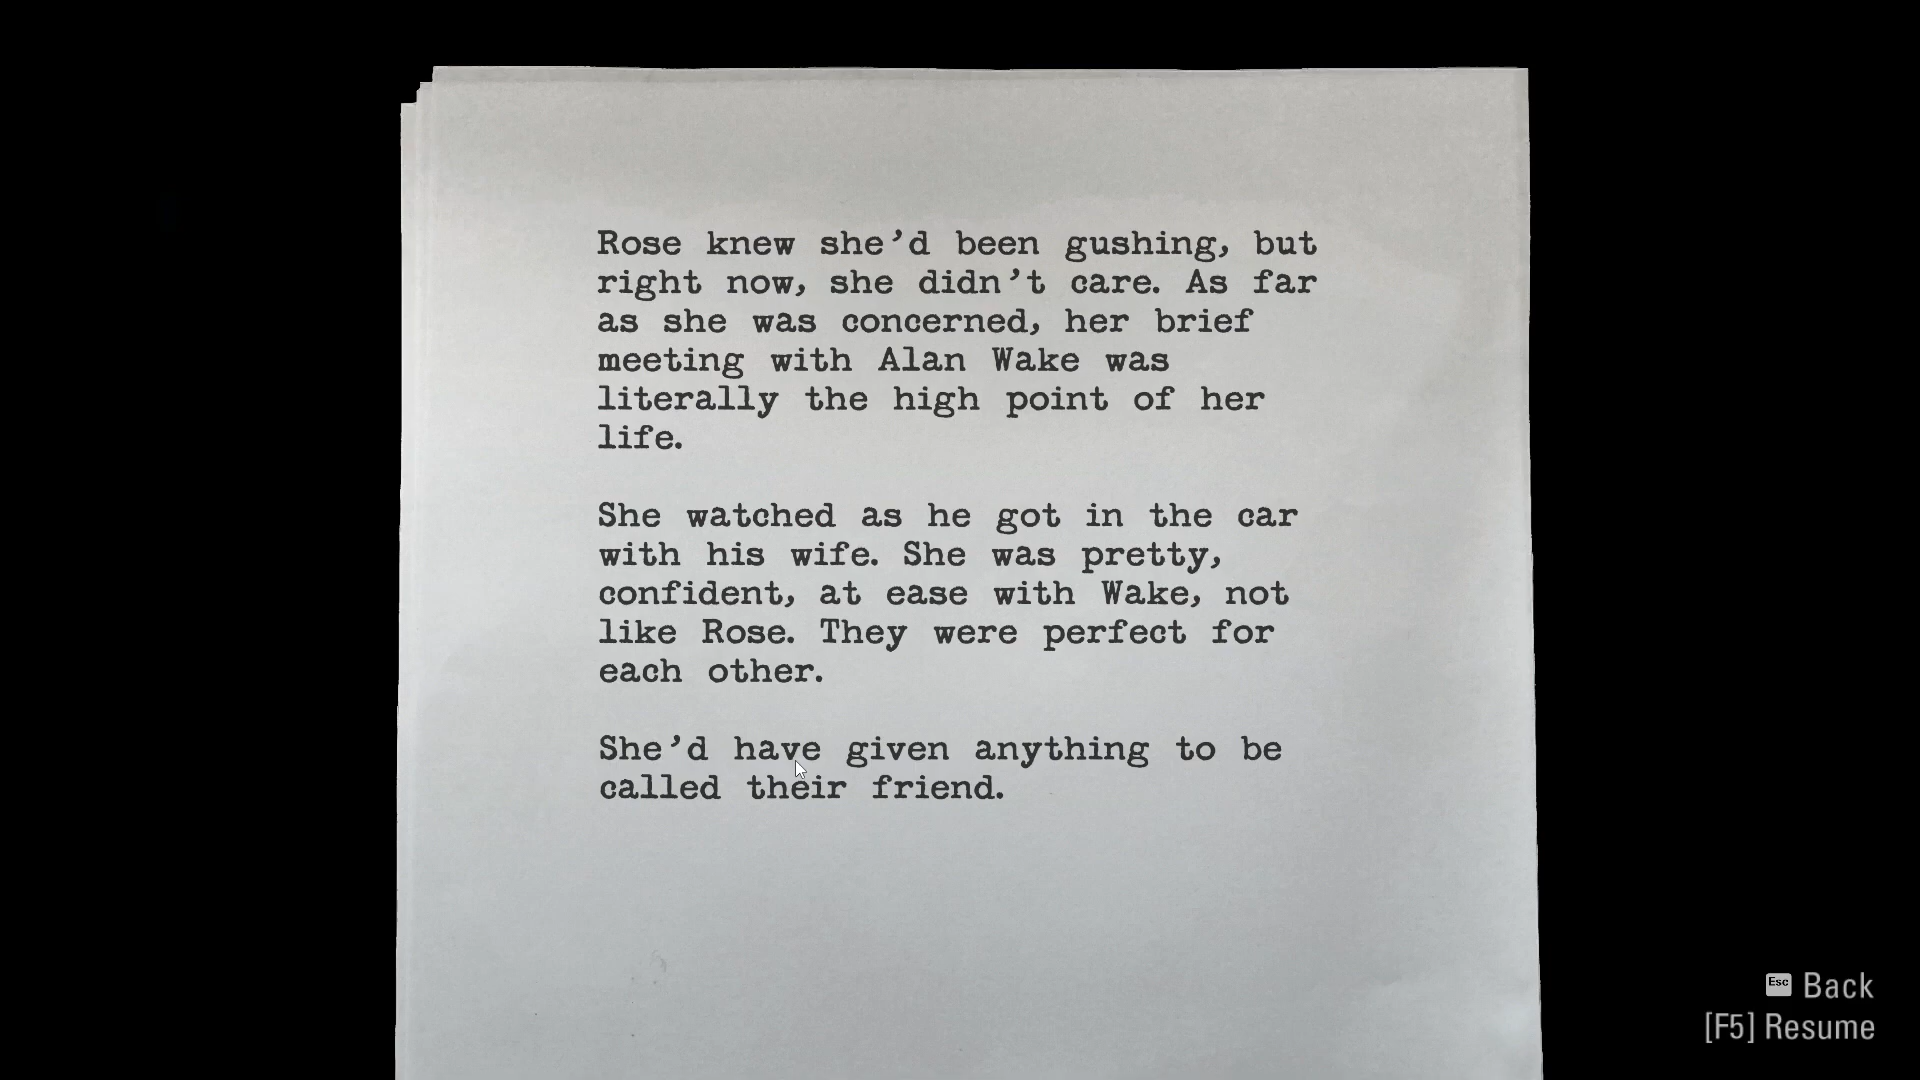 Rose knew she’d been gushing, but
right now, she didn’t care. As far
as she was concerned, her brief
meeting with Alan Wake was
literally the high point of her
life.
She watched as he got in the car
with his wife. She was pretty,
confident, at ease with Wake, not
like Rose. They were perfect for
each other.
She’d have given anything to be
called their friend.
Esc Back
[F5] Resume